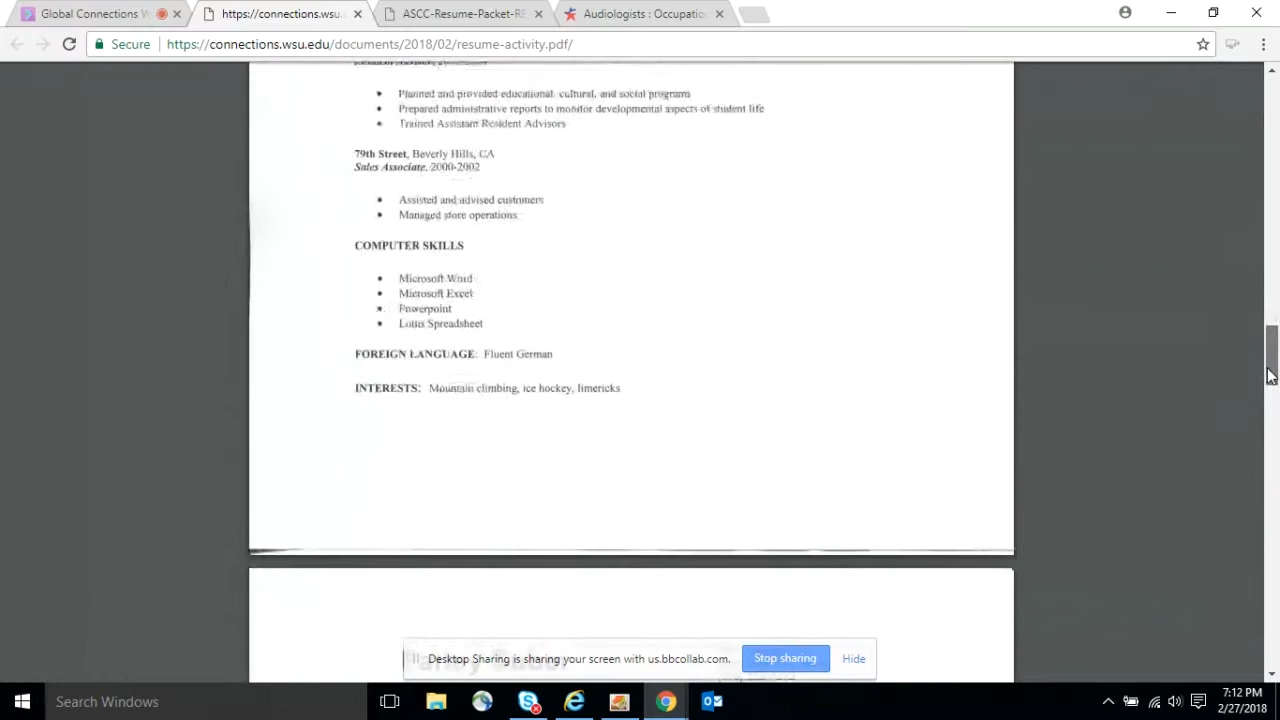 Global Connections W
https://connections.wsu.
ASCC-Resume-Packet-RE
Audiologists : Occupatio
Secure
https://connections.wsu.edu/documents/2018/02/resume-activity.pdf/
• Planned and provided educational, cultural, and social programs
• Prepared administrative reports to monitor developmental aspects of student life
• Trained Assistant Resident Advisors
79th Street, Beverly Hills, CA
Sales Associate, 2000-2002
• Assisted and advised customers
• Managed store operations
COMPUTER SKILLS
• Microsoft Word
• Microsoft Excel
• Powerpoint
• Lotus Spreadsheet
FOREIGN LANGUAGE: Fluent German
INTERESTS: Mountain climbing, ice hockey, limericks
Desktop Sharing is sharing your screen with us.bbcollab.com.
Stop sharing
Hide
Search Windows
7:12 PM
2/27/2018